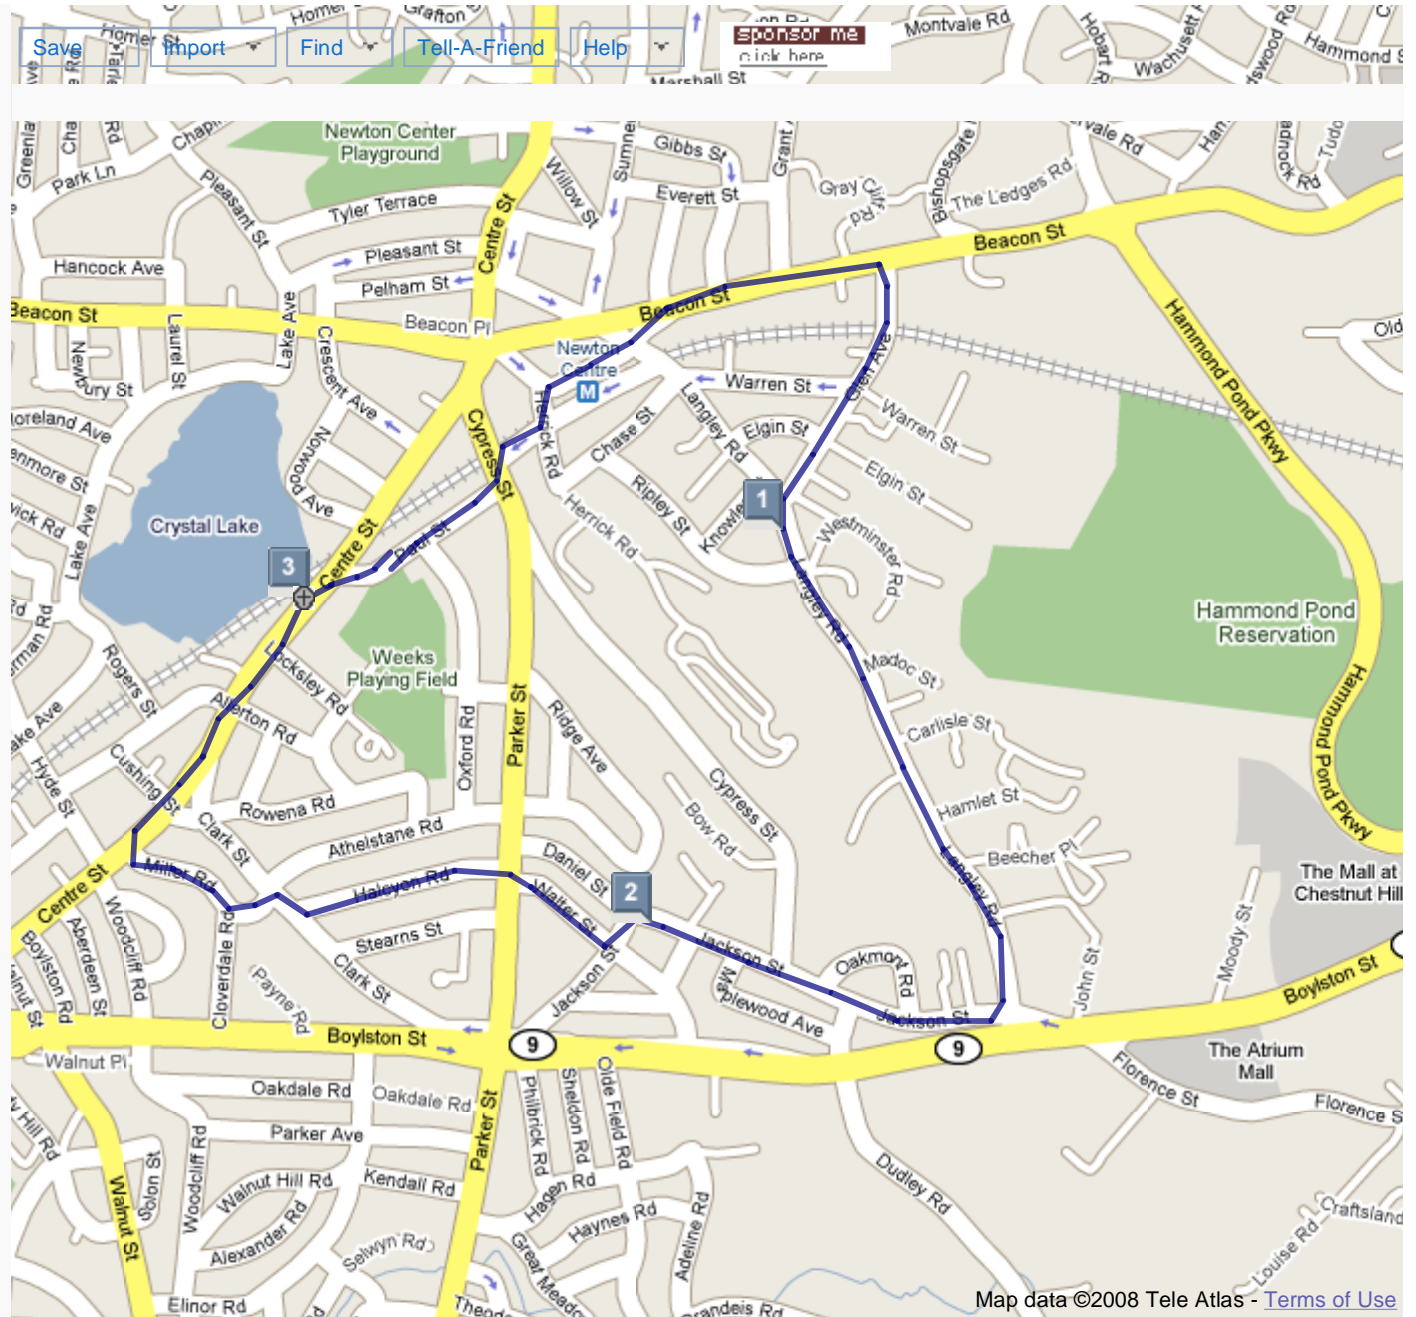 Save
Import
Find
Tell-A-Friend
Help
sponsor me
click here
Homer St
Grafton
Montvale Rd
Hobart R
Wachusett
Hammond S
Marshall St
Newton Center
Playground
Gibbs St
Summe
Grant
Bishopsgate
Park Ln
Pleasant St
Tyler Terrace
Willow St
Everett St
Gray Cliff
Rd
The Ledges Rd
Centre St
Pleasant St
Beacon St
Hancock Ave
Pelham St
Beacon St
Beacon St
Beacon Pl
Lake Ave
Laurel St
Crescent Ave
Newbury St
Newton
Centre
M
Warren St
Glen Ave
Hammond Pond Pkwy
Langley Rd
Herrick Rd
Chase St
Elgin St
Warren St
Cypress St
Norwood Ave
Elgin St
Ripley St
1
Crystal Lake
Lake Ave
Centre St
Paul St
Herrick Rd
Westminster Rd
3
Langley Rd
Hammond Pond
Reservation
Weeks
Playing Field
Locksley Rd
Madoc St
Rogers St
Allerton Rd
Parker St
Ridge Ave
Oxford Rd
Carlisle St
Hammond Pond Pkwy
Cushing St
Hyde St
Rowena Rd
Cypress St
Bow Rd
Hamlet St
Clark St
Athelstane Rd
Daniel St
Beecher Pl
Langley Rd
The Mall at
Chestnut Hill
Miller Rd
Halcyon Rd
Walter St
2
Centre St
Woodcliff Rd
Aberdeen St
Boylston Rd
Cloverdale Rd
Stearns St
Jackson St
Oakmont
Rd
Moody St
John St
Payne Rd
Clark St
Jackson St
Maplewood Ave
Jackson St
Boylston St
Boylston St
9
9
Walnut Pl
The Atrium
Mall
Oakdale Rd
Oakdale Rd
Philbrick Rd
Sheldon Rd
Olde Field Rd
Florence St
Florence S
Parker Ave
Parker St
Woodcliff Rd
Solon St
Walnut St
Walnut Hill Rd
Kendall Rd
Hagen Rd
Dudley Rd
Haynes Rd
Adeline Rd
Craftsland
Louise Rd
Alexander Rd
Selwyn Rd
Great Meado
Elinor Rd
Theodo
randeis Rd
Map data ©2008 Tele Atlas - Terms of Use